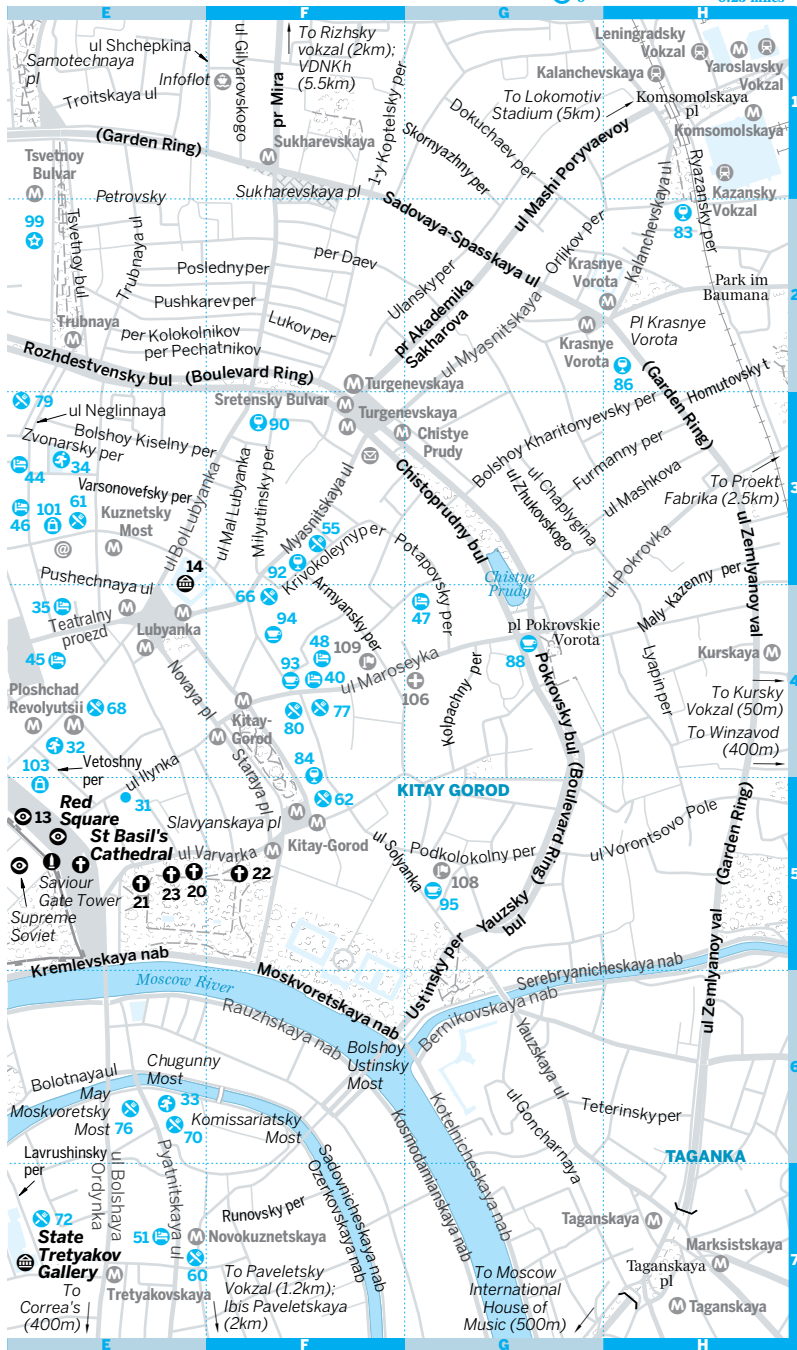 0
0.25 miles
E
F
G
H
ul Shchepkina
Samotechnaya
pl
Infoflot
Troitskaya ul
ul Gilyarovskogo
pr Mira
To Rizhsky
vokzal (2km);
VDNKh
(5.5km)
Sukharevskaya
1-y Koptelsky per
Leningradsky
Vokzal
Yaroslavsky
Vokzal
Kalanchevskaya
To Lokomotiv
Stadium (5km)
Komsomolskaya
pl
Komsomolskaya
Dokuchaev per
Skornyazhny per
ul Mashi Poryvaevoy
Kazansky
Vokzal
Ryazansky per
1
(Garden Ring)
Tsvetnoy
Bulvar
Petrovsky
Sukharevskaya pl
Sadovaya-Spasskaya ul
Kalanchevskaya ul
83
99
Tsvetnoy bul
Trubnaya ul
Posledny per
per Daev
Pushkarev per
Ulansky per
Orlikov per
Krasnye
Vorota
Park im
Baumana
2
Trubnaya
per Kolokolnikov
per Pechatnikov
Lukov per
pr Akademika
Sakharova
ul Myasnitskaya
Krasnye
Vorota
Pl Krasnye
Vorota
86
(Garden Ring)
Rozhdestvensky bul (Boulevard Ring)
Turgenevskaya
Sretensky Bulvar
Turgenevskaya
Chistye
Prudy
Homutovsky t
79
ul Neglinnaya
90
Bolshoy Kiselny per
Zvonarsky per
34
44
Bolshoy Kharitonyevsky per
Furmanny per
ul Chaplygina
ul Zhukovskogo
ul Mashkova
To Proekt
Fabrika (2.5km)
3
Varsonovefsky per
46
101
61
Kuznetsky
Most
ul Bol Lubyanka
ul Mal Lubyanka
Milyutinsky per
Myasnitskaya ul
Chistoprudny bul
55
92
Krivokoleyny per
Potapovsky per
ul Pokrovka
ul Zemlyanoy val
@
14
Pushechnaya ul
66
Armyansky per
Chistye
Prudy
Maly Kazenny per
35
Teatralny
proezd
Lubyanka
94
47
pl Pokrovskie
Vorota
88
45
48
109
93
40
ul Maroseyka
106
Kolpachny per
Lyapin per
Kurskaya
4
Ploshchad
Revolyutsii
68
Novaya pl
Kitay-
Gorod
80
77
Pokrovsky bul (Boulevard Ring)
To Kursky
Vokzal (50m)
To Winzavod
(400m)
32
103
Vetoshny
per
ul Ilynka
31
Staraya pl
84
62
KITAY GOROD
13
Red
Square
St Basil's
Cathedral
Slavyanskaya pl
ul Varvarka
Kitay-Gorod
ul Solyanka
Podkolokolny per
ul Vorontsovo Pole
(Garden Ring)
5
Saviour
Gate Tower
Supreme
Soviet
21
23
20
22
108
95
Yauzsky
bul
Kremlevskaya nab
Moscow River
Moskvoretskaya nab
Ustinsky per
Serebryanicheskaya nab
Bernikovskaya nab
ul Zemlyanoy val
Rauzhskaya nab
Bolshoy
Ustinsky
Most
Yauzskaya ul
6
Bolotnaya ul
May
Moskvoretsky
Most
Chugunny
Most
33
76
70
Komissariatsky
Most
Kosmodamianskaya nab
Kotelnicheskaya nab
ul Goncharnaya
Teterinsky per
TAGANKA
Lavrushinsky
per
ul Bolshaya
Ordynka
Pyatnitskaya ul
Sadovnicheskaya nab
Ozerkovskaya nab
Runovsky per
72
State
Tretyakov
Gallery
51
Novokuznetskaya
60
Tretyakovskaya
To Paveletsky
Vokzal (1.2km);
Ibis Paveletskaya
(2km)
To
Correa's
(400m)
To Moscow
International
House of
Music (500m)
Taganskaya
Marksistskaya
Taganskaya
pl
Taganskaya
7
E
F
G
H